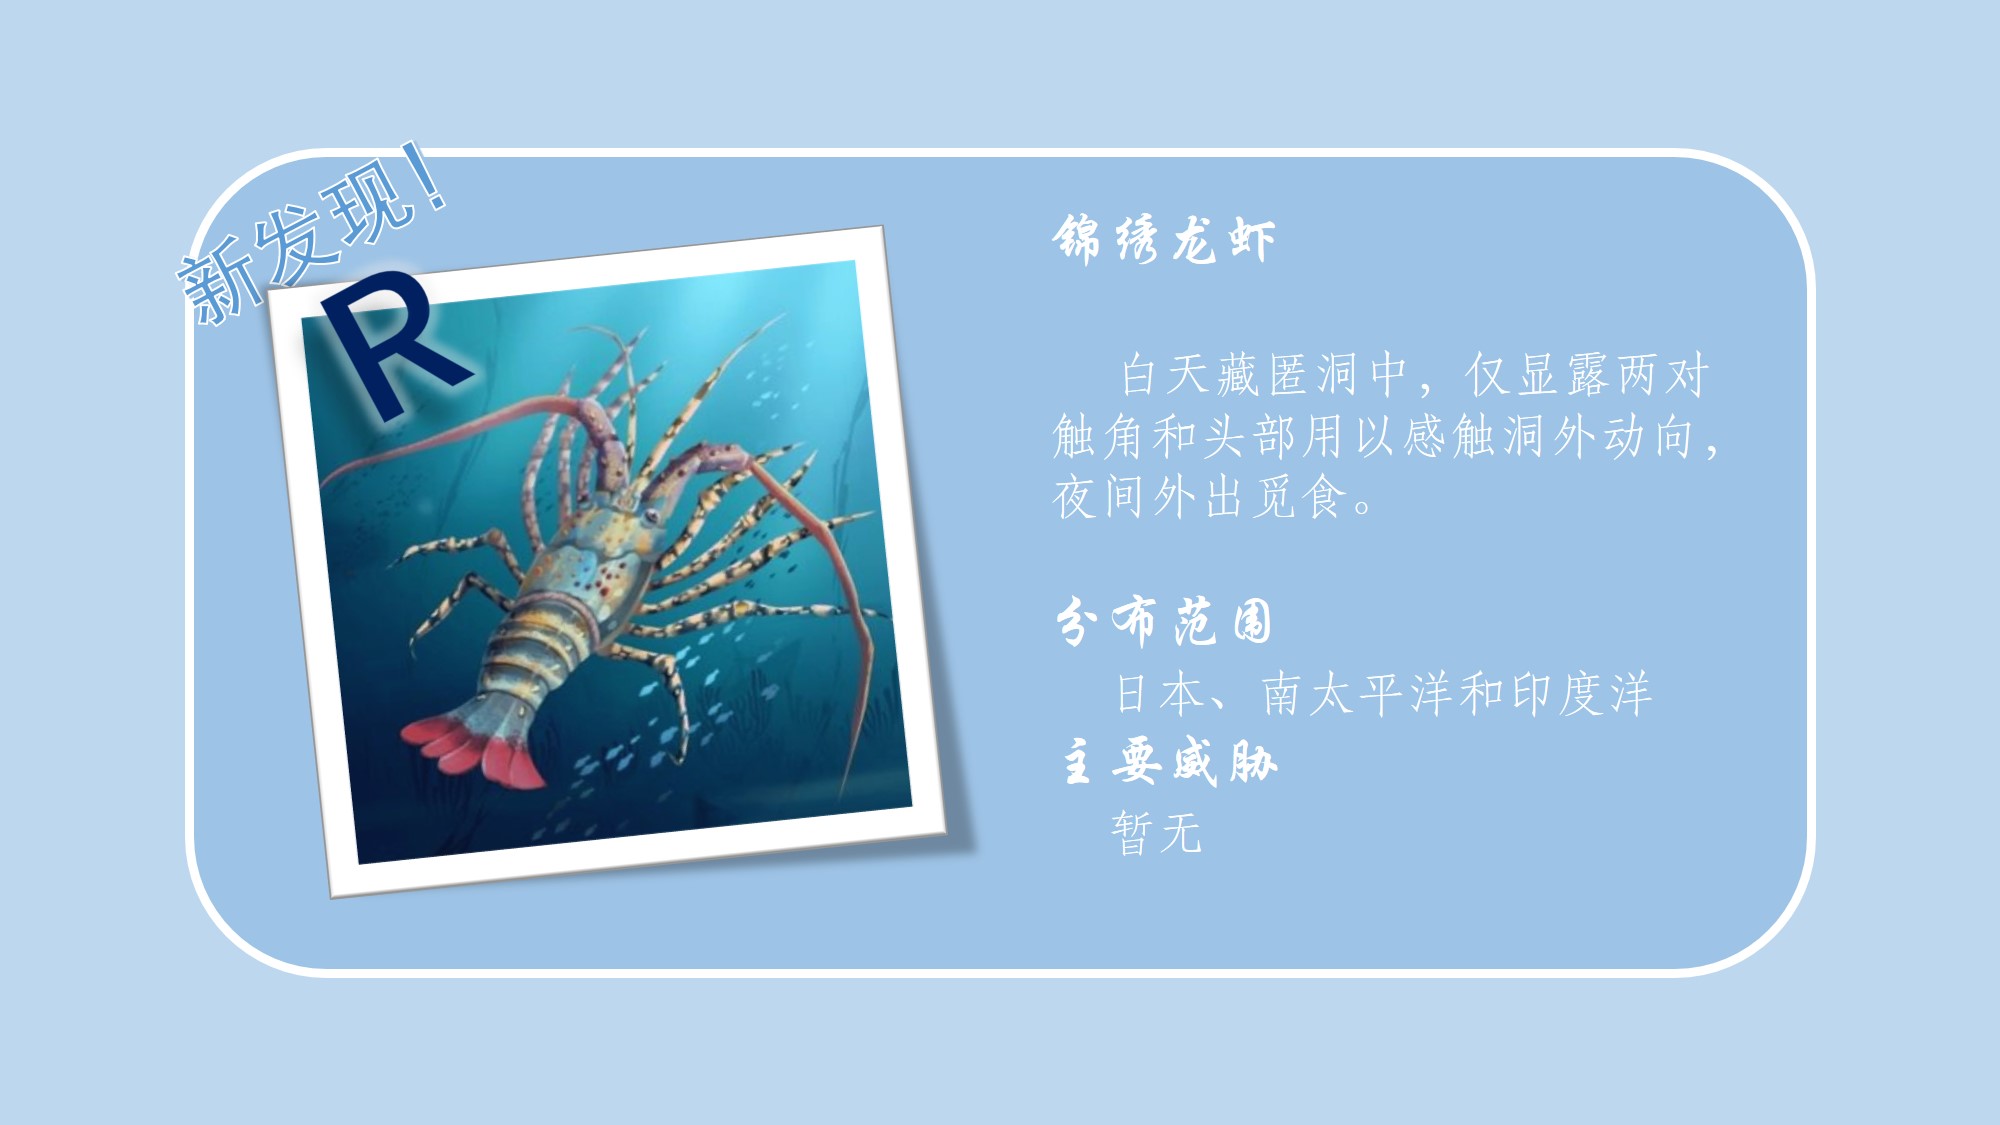 新发现！
R
锦绣龙虾
白天藏匿洞中，仅显露两对
触角和头部用以感触洞外动向，
夜间外出觅食。
分布范围
日本、南太平洋和印度洋
主要威胁
暂无